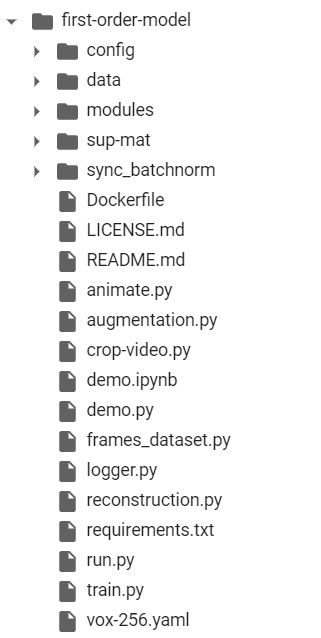 first-order-model
config
data
modules
sup-mat
sync_batchnorm
Dockerfile
LICENSE.md
README.md
animate.py
augmentation.py
crop-video.py
demo.ipynb
demo.py
frames_dataset.py
logger.py
reconstruction.py
requirements.txt
run.py
train.py
vox-256.yaml